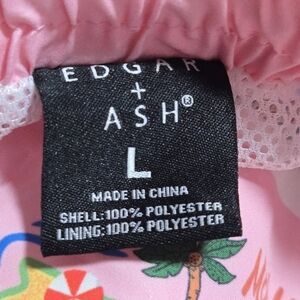 EDGAR
+
ASH®
L
MADE IN CHINA
SHELL:100% POLYESTER
LINING:100% POLYESTER